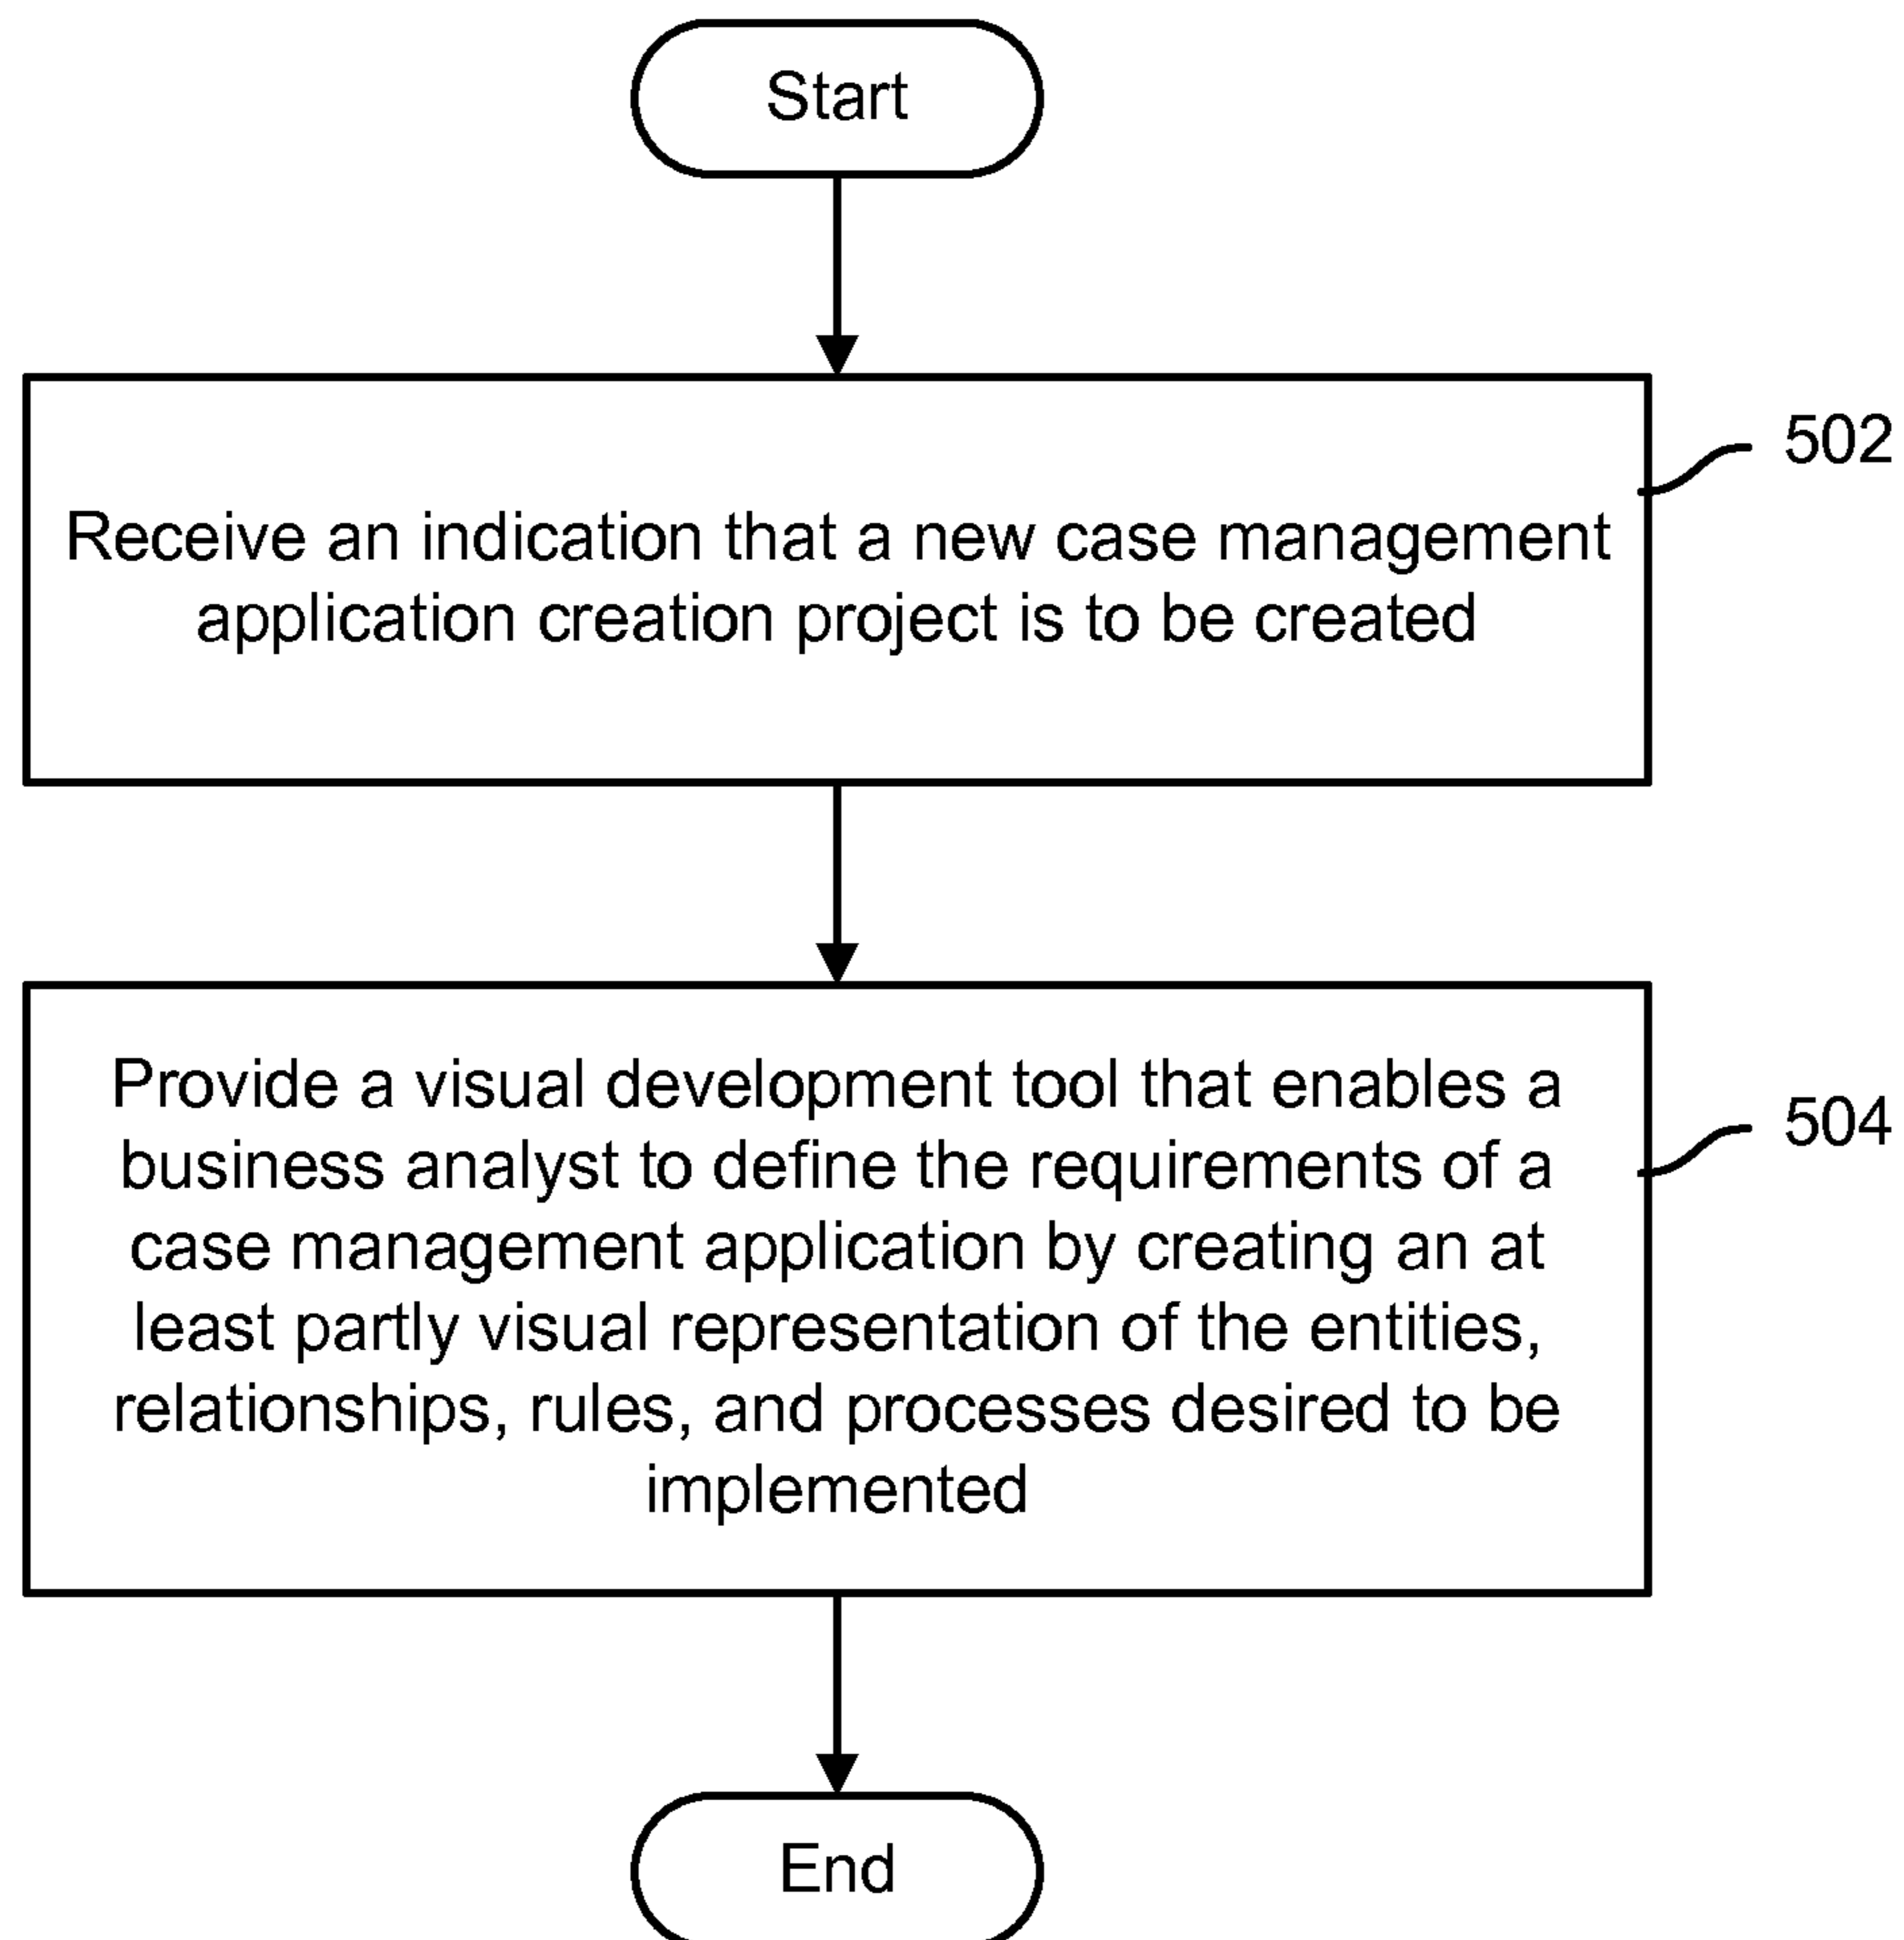 Start
502
Receive an indication that a new case management
application creation project is to be created
Provide a visual development tool that enables a
504
business analyst to define the requirements of a
case management application by creating an at
least partly visual representation of the entities,
relationships, rules, and processes desired to be
implemented
End